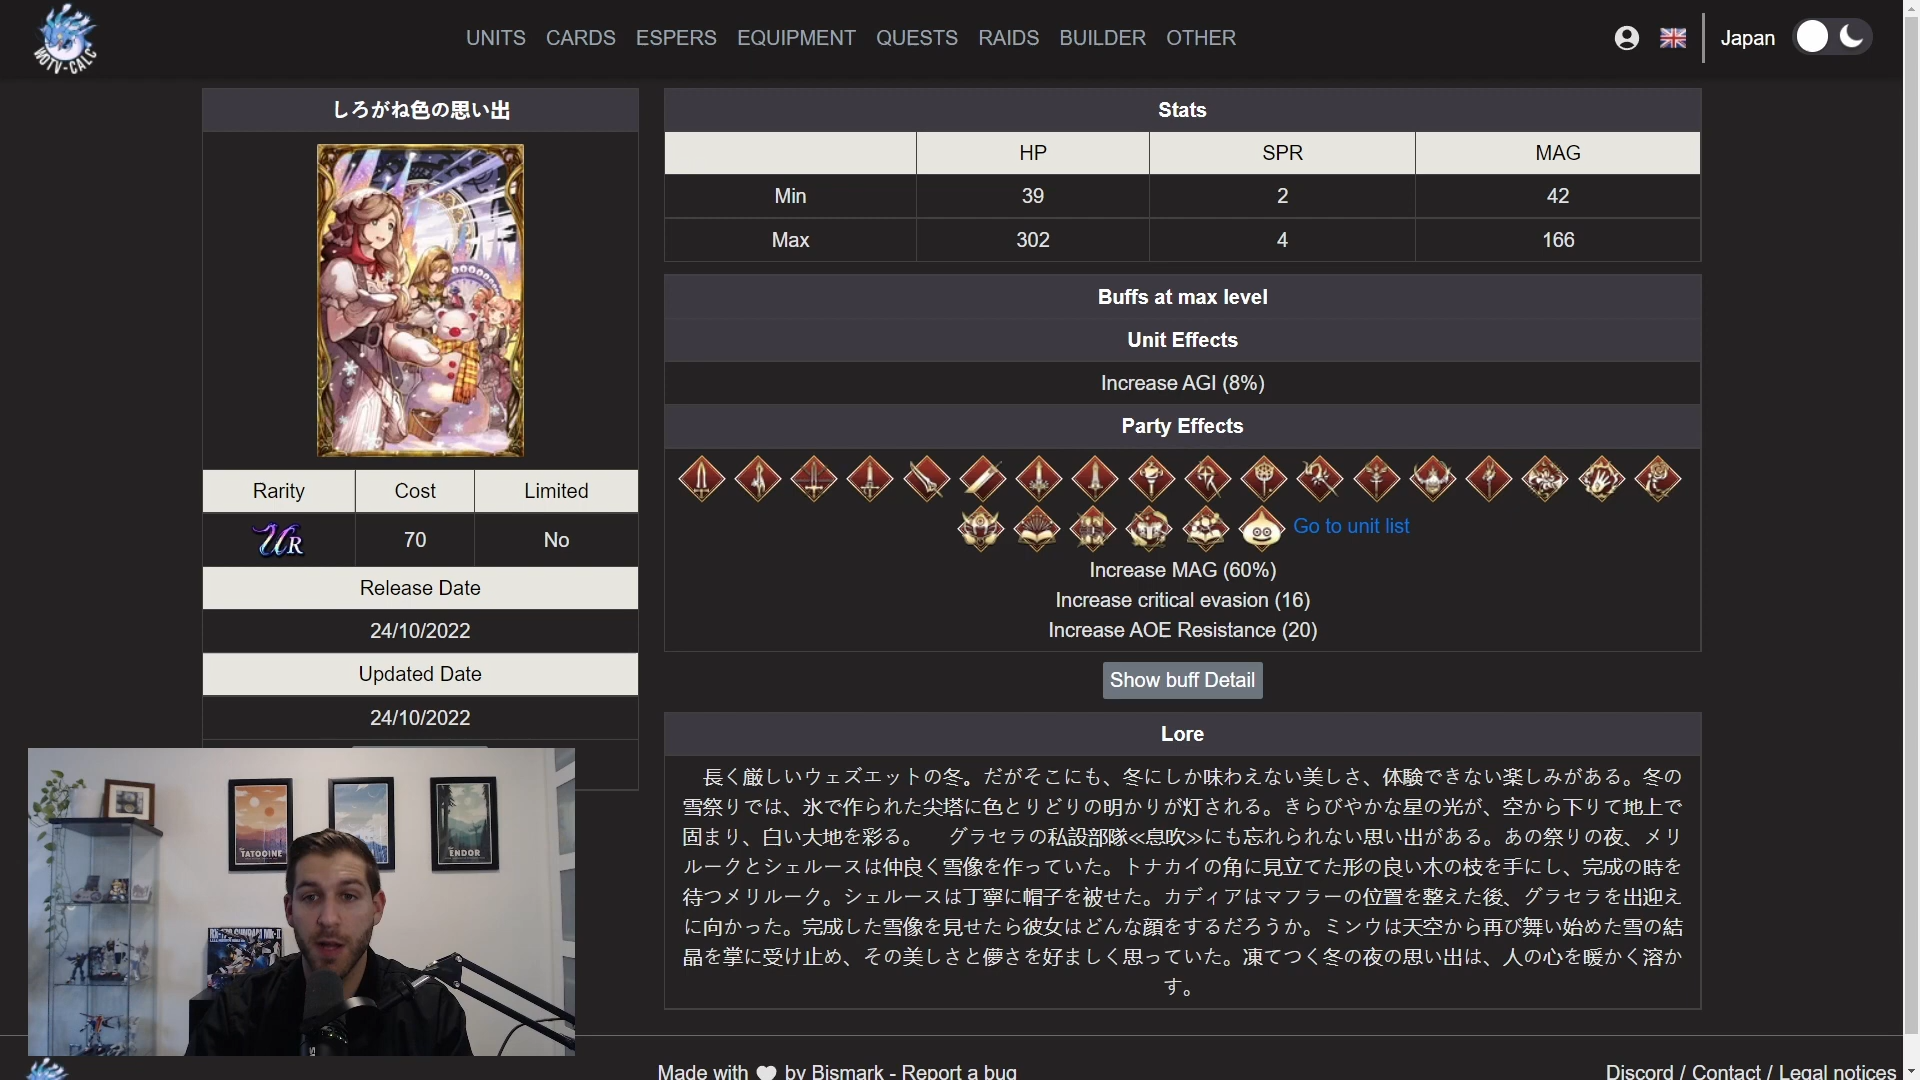 WOTV-CALC
UNITS CARDS ESPERS EQUIPMENT QUESTS RAIDS BUILDER OTHER
Japan
しろがね色の思い出
Rarity Cost Limited
UR 70 No
Release Date
24/10/2022
Updated Date
24/10/2022
Stats
HP SPR MAG
Min 39 2 42
Max 302 4 166
Buffs at max level
Unit Effects
Increase AGI (8%)
Party Effects
Go to unit list
Increase MAG (60%)
Increase critical evasion (16)
Increase AOE Resistance (20)
Show buff Detail
Lore
長く厳しいウェズエットの冬。だがそこにも、冬にしか味わえない美しさ、体験できない楽しみがある。冬の
雪祭りでは、氷で作られた尖塔に色とりどりの明かりが灯される。きらびやかな星の光が、空から下りて地上で
固まり、白い大地を彩る。　グラセラの私設部隊≪息吹≫にも忘れられない思い出がある。あの祭りの夜、メリ
ルークとシェルースは仲良く雪像を作っていた。トナカイの角に見立てた形の良い木の枝を手にし、完成の時を
待つメリルーク。シェルースは丁寧に帽子を被せた。カディアはマフラーの位置を整えた後、グラセラを出迎え
に向かった。完成した雪像を見せたら彼女はどんな顔をするだろうか。ミンウは天空から再び舞い始めた雪の結
晶を掌に受け止め、その美しさと儚さを好ましく思っていた。凍てつく冬の夜の思い出は、人の心を暖かく溶か
す。
TATOOINE
ENDOR
Made with by Bismark - Report a bug
Discord / Contact / Legal notices